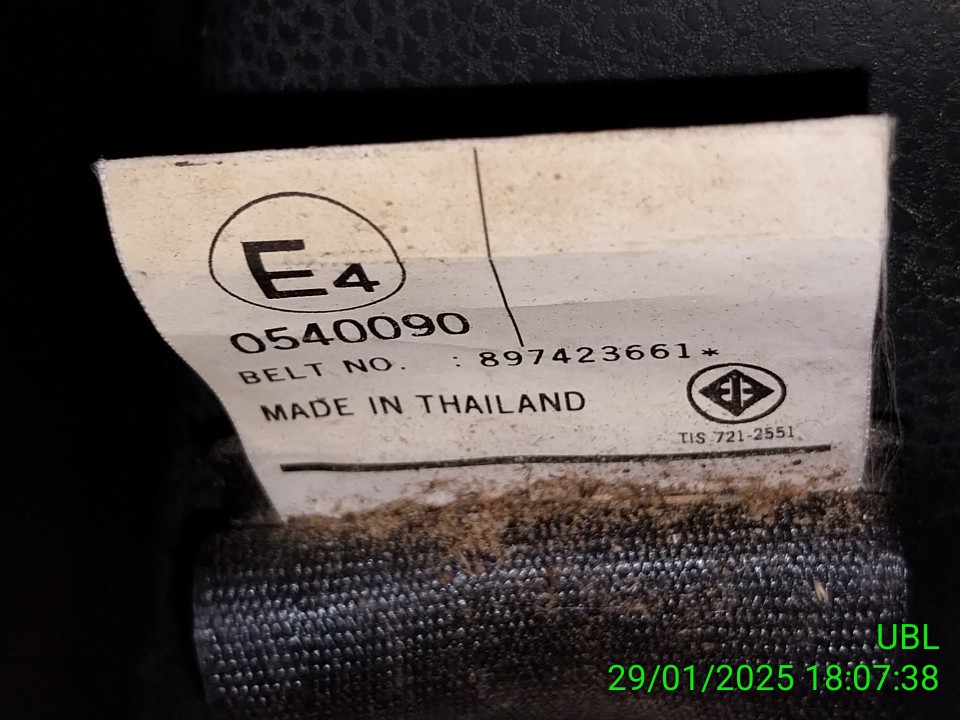 E4
0540090
BELT NO. : 897423661*
MADE IN THAILAND
TIS 721-2551
UBL
29/01/2025 18:07:38